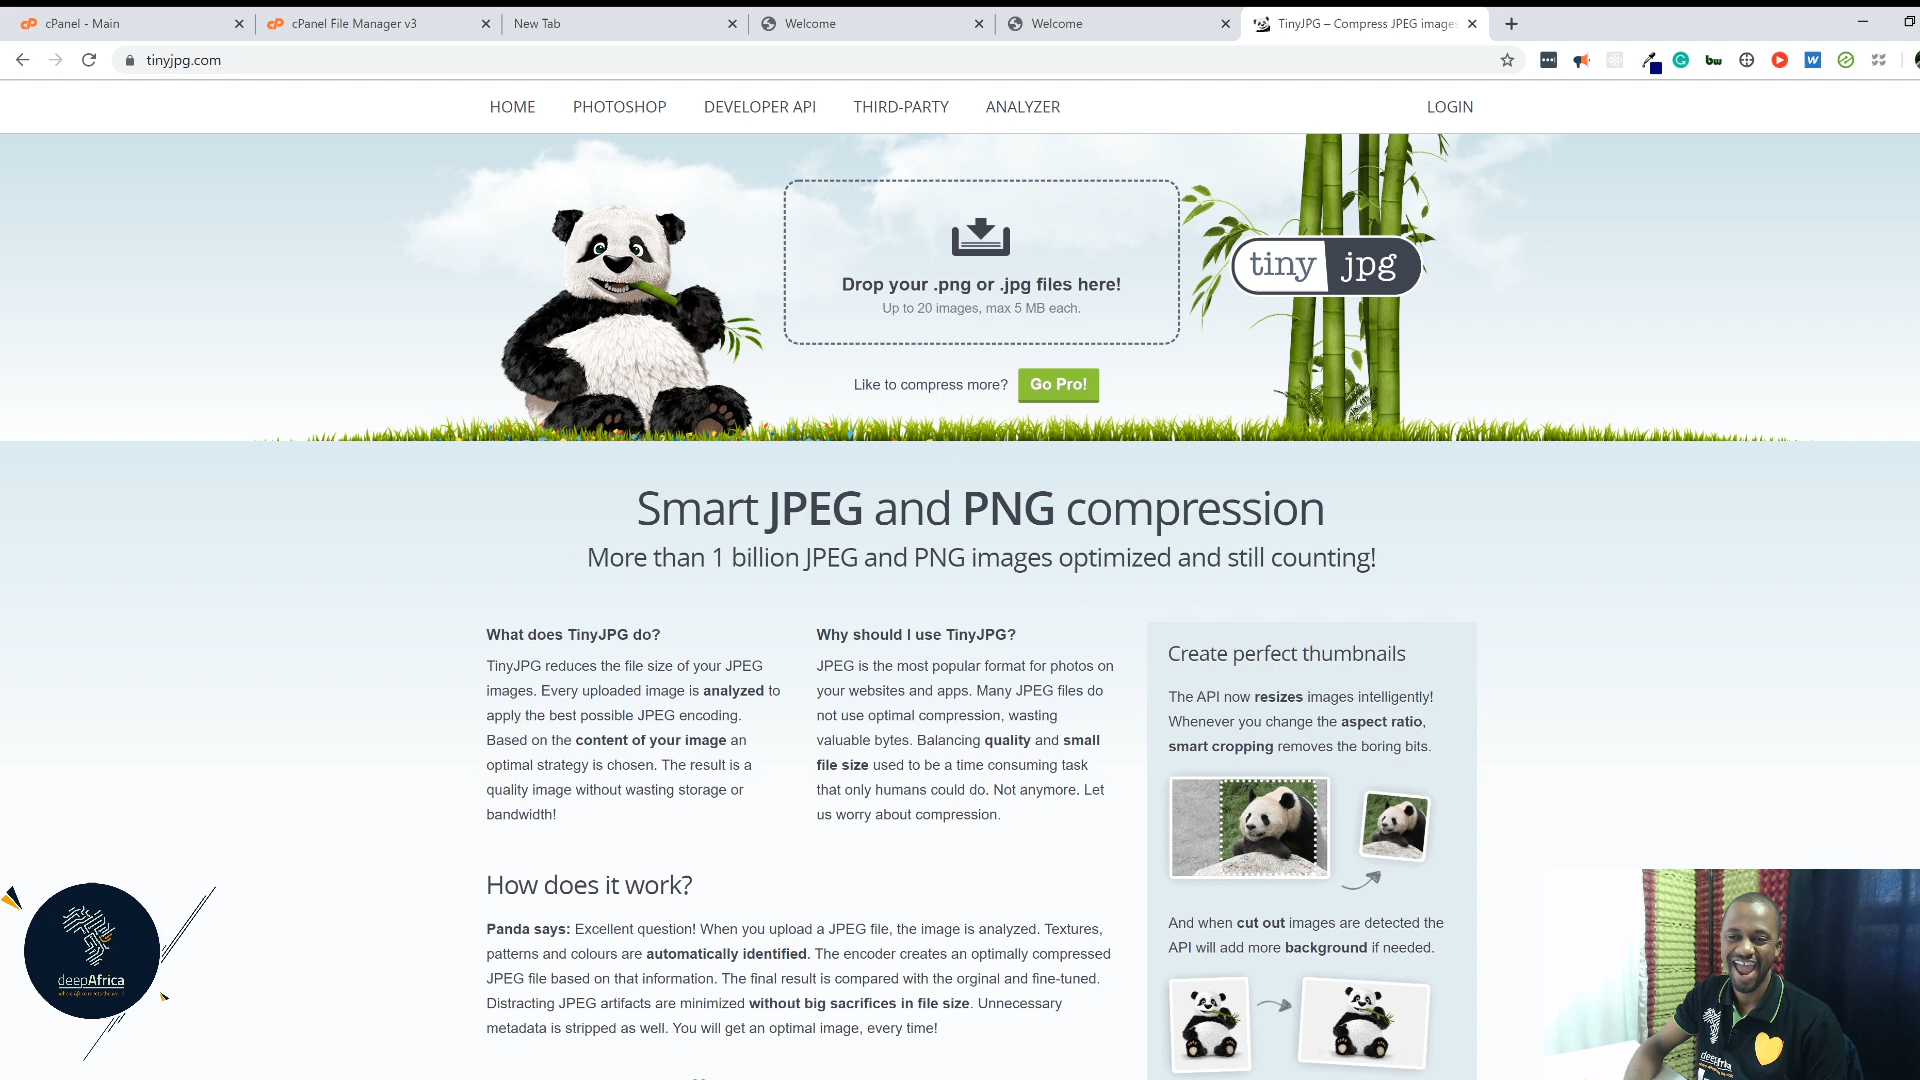 cPanel - Main
cPanel File Manager v3
New Tab
Welcome
Welcome
TinyJPG – Compress JPEG images
tinyjpg.com
HOME
PHOTOSHOP
DEVELOPER API
THIRD-PARTY
ANALYZER
LOGIN
Drop your .png or .jpg files here!
Up to 20 images, max 5 MB each.
tiny jpg
Like to compress more?
Go Pro!
Smart JPEG and PNG compression
More than 1 billion JPEG and PNG images optimized and still counting!
What does TinyJPG do?
TinyJPG reduces the file size of your JPEG
images. Every uploaded image is analyzed to
apply the best possible JPEG encoding.
Based on the content of your image an
optimal strategy is chosen. The result is a
quality image without wasting storage or
bandwidth!
Why should I use TinyJPG?
JPEG is the most popular format for photos on
your websites and apps. Many JPEG files do
not use optimal compression, wasting
valuable bytes. Balancing quality and small
file size used to be a time consuming task
that only humans could do. Not anymore. Let
us worry about compression.
Create perfect thumbnails
The API now resizes images intelligently!
Whenever you change the aspect ratio,
smart cropping removes the boring bits.
And when cut out images are detected the
API will add more background if needed.
How does it work?
Panda says: Excellent question! When you upload a JPEG file, the image is analyzed. Textures,
patterns and colours are automatically identified. The encoder creates an optimally compressed
JPEG file based on that information. The final result is compared with the orginal and fine-tuned.
Distracting JPEG artifacts are minimized without big sacrifices in file size. Unnecessary
metadata is stripped as well. You will get an optimal image, every time!
deepAfrica